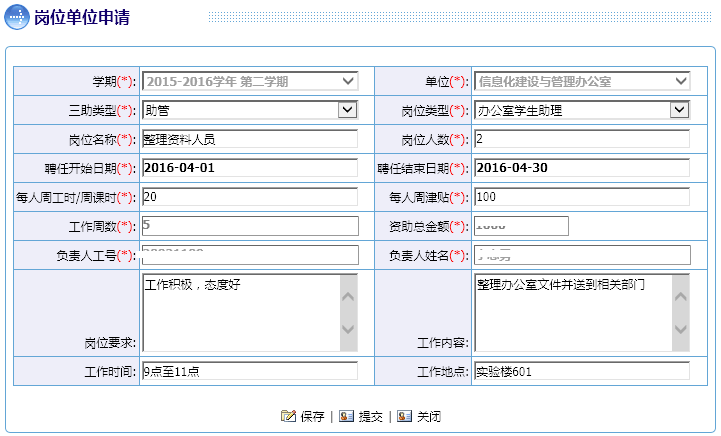 岗位单位申请
学期(*): 2015-2016学年 第二学期 单位(*): 信息化建设与管理办公室
三助类型(*): 助管 岗位类型(*): 办公室学生助理
岗位名称(*): 整理资料人员 岗位人数(*): 2
聘任开始日期(*): 2016-04-01 聘任结束日期(*): 2016-04-30
每人周工时/周课时(*): 20 每人周津贴(*): 100
工作周数(*): 5 资助总金额(*):
负责人工号(*): 负责人姓名(*):
岗位要求: 工作积极，态度好 工作内容: 整理办公室文件并送到相关部门
工作时间: 9点至11点 工作地点: 实验楼601
保存 | 提交 | 关闭